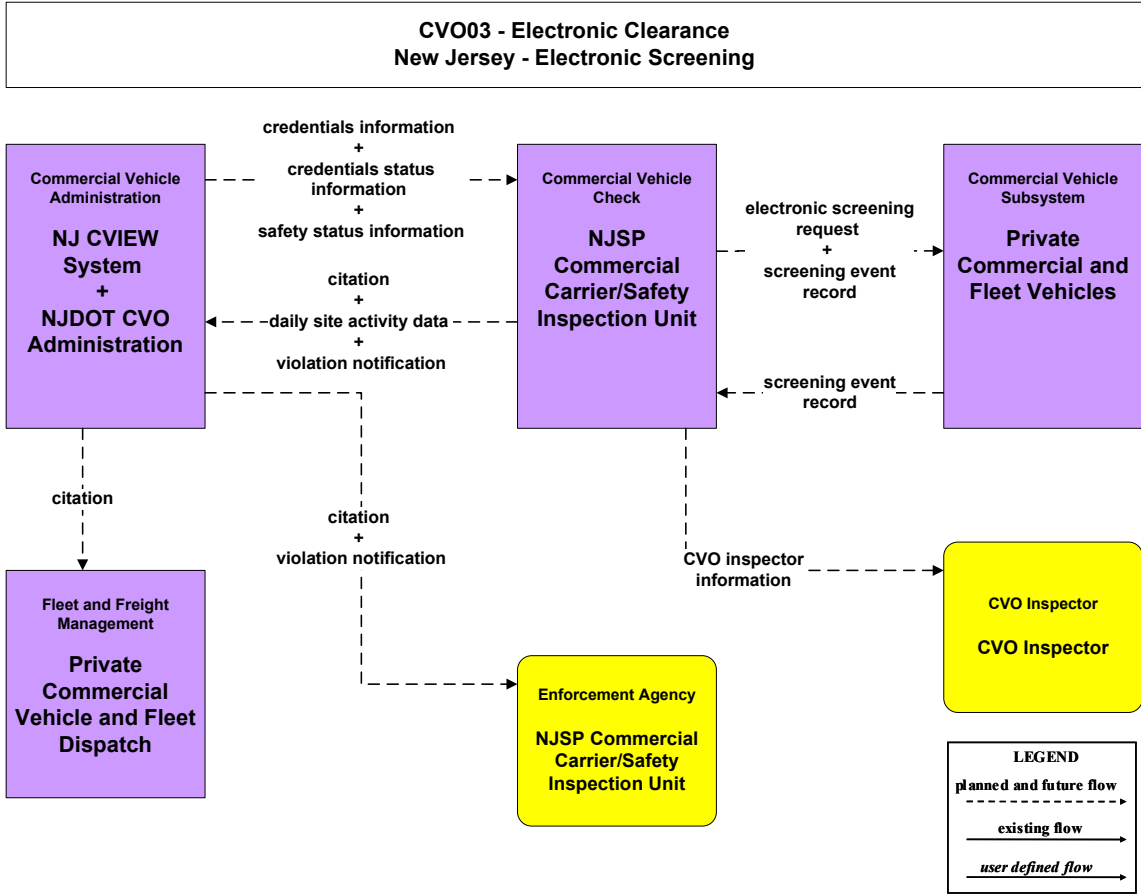 CVO03 - Electronic Clearance
New Jersey - Electronic Screening
credentials information
+
credentials status
information
+
safety status information
Commercial Vehicle
Administration
NJ CVIEW
System
+
NJDOT CVO
Administration
Commercial Vehicle
Check
NJSP
Commercial
Carrier/Safety
Inspection Unit
Commercial Vehicle
Subsystem
Private
Commercial and
Fleet Vehicles
electronic screening
request
+
screening event
record
citation
+
daily site activity data
+
violation notification
screening event
record
citation
citation
+
violation notification
CVO inspector
information
Fleet and Freight
Management
Private
Commercial
Vehicle and Fleet
Dispatch
Enforcement Agency
NJSP Commercial
Carrier/Safety
Inspection Unit
CVO Inspector
CVO Inspector
LEGEND
planned and future flow
existing flow
user defined flow